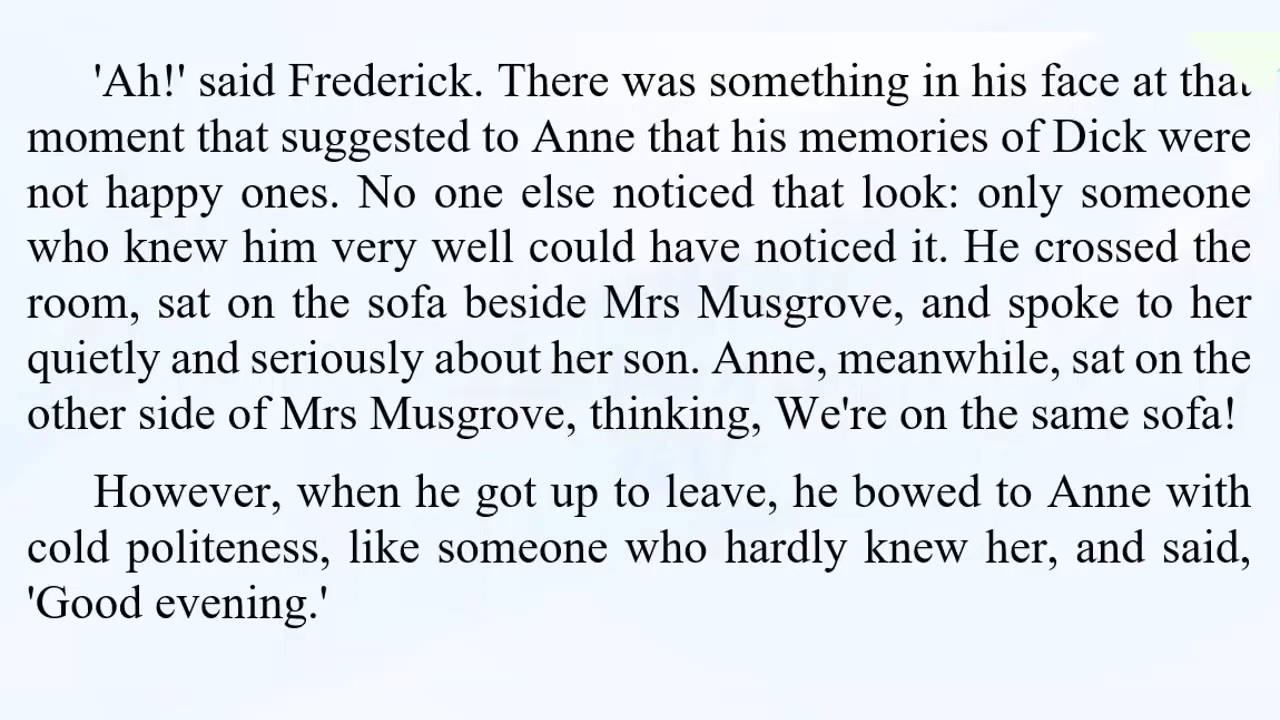 'Ah!' said Frederick. There was something in his face at that
moment that suggested to Anne that his memories of Dick were
not happy ones. No one else noticed that look: only someone
who knew him very well could have noticed it. He crossed the
room, sat on the sofa beside Mrs Musgrove, and spoke to her
quietly and seriously about her son. Anne, meanwhile, sat on the
other side of Mrs Musgrove, thinking, We're on the same sofa!
However, when he got up to leave, he bowed to Anne with
cold politeness, like someone who hardly knew her, and said,
'Good evening.'